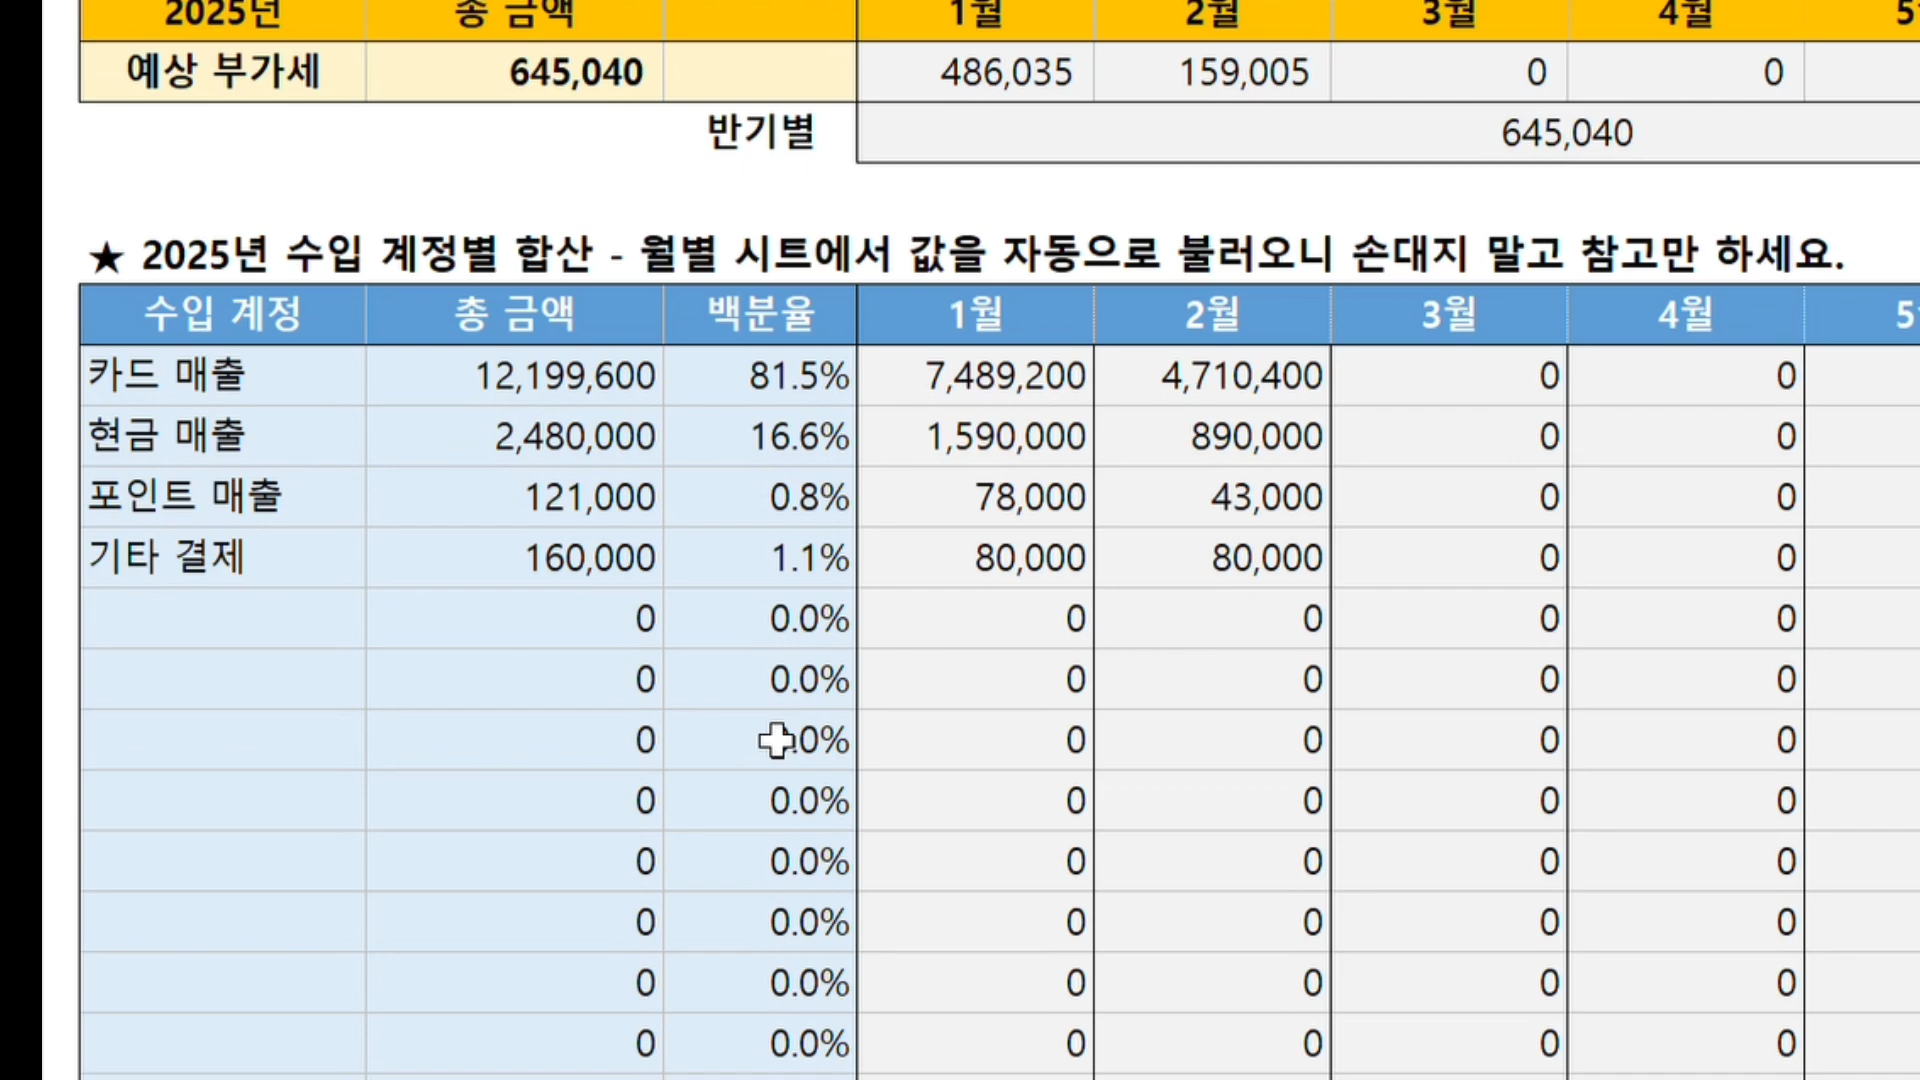 2025년 총 금액 1월 2월 3월 4월 5
예상 부가세 645,040 486,035 159,005 0 0
반기별 645,040
★ 2025년 수입 계정별 합산 - 월별 시트에서 값을 자동으로 불러오니 손대지 말고 참고만 하세요.
수입 계정 총 금액 백분율 1월 2월 3월 4월 5
카드 매출 12,199,600 81.5% 7,489,200 4,710,400 0 0
현금 매출 2,480,000 16.6% 1,590,000 890,000 0 0
포인트 매출 121,000 0.8% 78,000 43,000 0 0
기타 결제 160,000 1.1% 80,000 80,000 0 0
0 0.0% 0 0 0 0
0 0.0% 0 0 0 0
0 .0% 0 0 0 0
0 0.0% 0 0 0 0
0 0.0% 0 0 0 0
0 0.0% 0 0 0 0
0 0.0% 0 0 0 0
0 0.0% 0 0 0 0